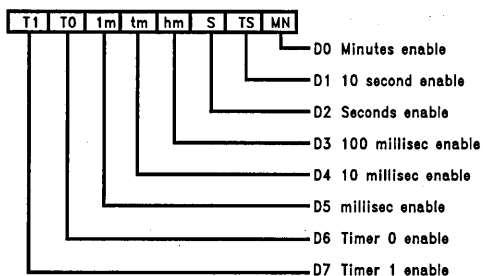 T1 T0 1m tm hm S TS MN
D0 Minutes enable
D1 10 second enable
D2 Seconds enable
D3 100 millisec enable
D4 10 millisec enable
D5 millisec enable
D6 Timer 0 enable
D7 Timer 1 enable